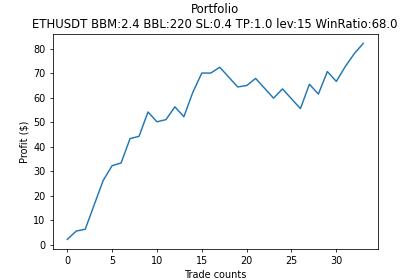 Portfolio
ETHUSDT BBM:2.4 BBL:220 SL:0.4 TP:1.0 lev:15 WinRatio:68.0
80
70
60
50
40
30
20
10
0
Profit ($)
0 5 10 15 20 25 30
Trade counts